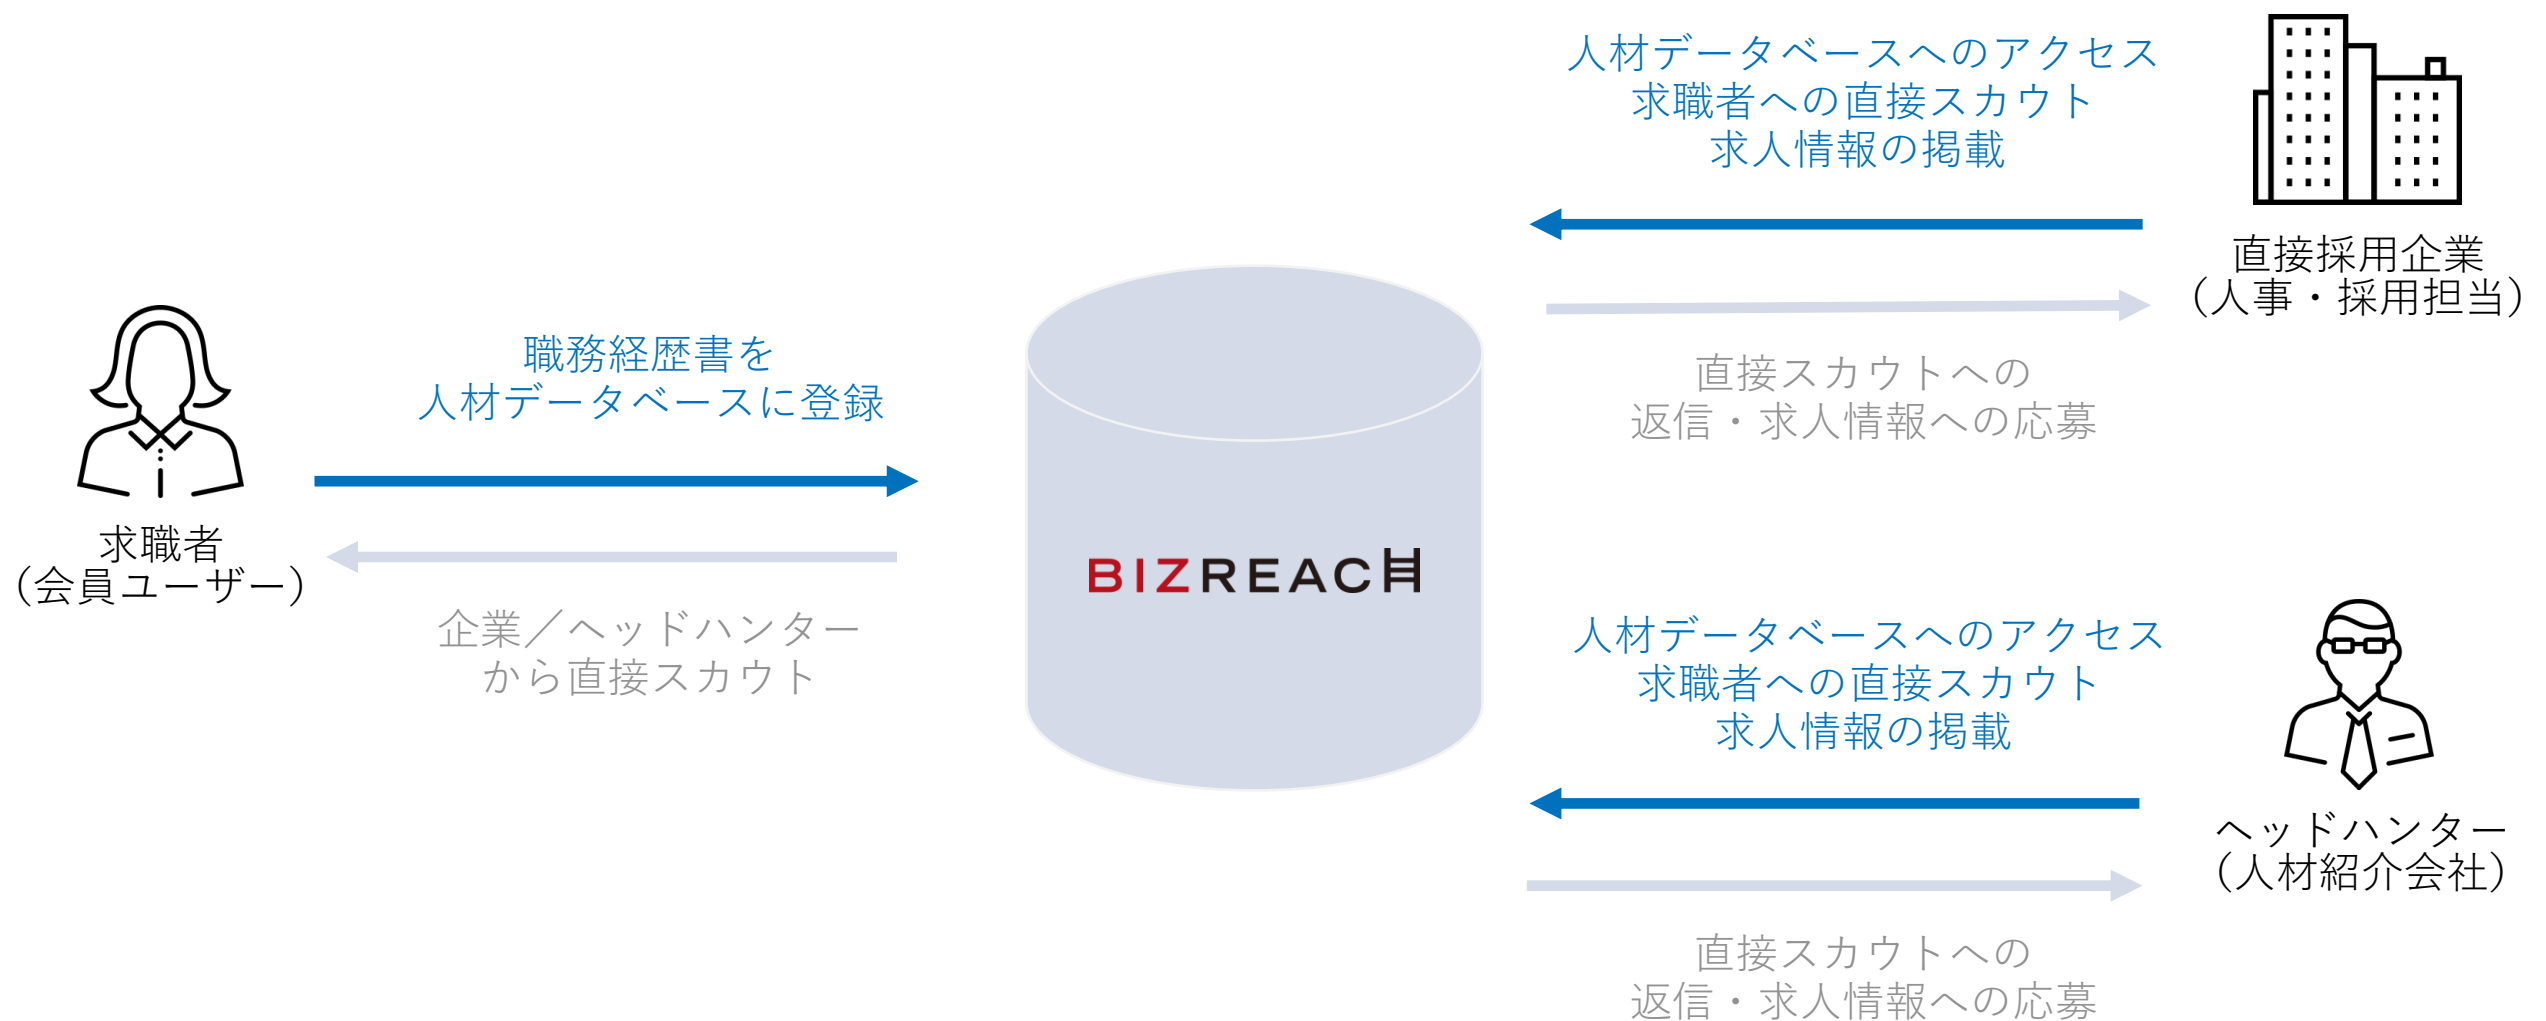 職務経歴書を
人材データベースに登録
求職者
（会員ユーザー）
企業／ヘッドハンター
から直接スカウト
BIZREACH
人材データベースへのアクセス
求職者への直接スカウト
求人情報の掲載
直接採用企業
（人事・採用担当）
直接スカウトへの
返信・求人情報への応募
人材データベースへのアクセス
求職者への直接スカウト
求人情報の掲載
ヘッドハンター
（人材紹介会社）
直接スカウトへの
返信・求人情報への応募